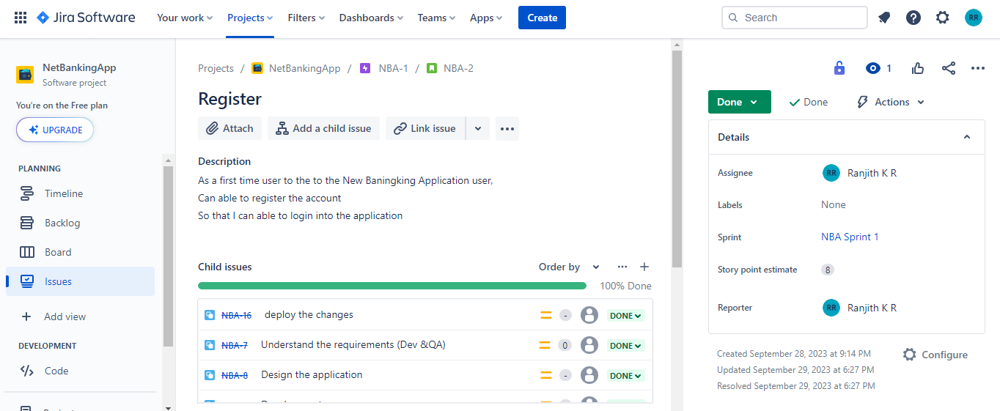 Jira Software Your work Projects Filters Dashboards Teams Apps Create Search RR
NetBankingApp
Software project
You're on the Free plan
UPGRADE
PLANNING
Timeline
Backlog
Board
Issues
Add view
DEVELOPMENT
Code
Projects / NetBankingApp / NBA-1 / NBA-2
Register
Attach Add a child issue Link issue
Description
As a first time user to the to the New Baningking Application user,
Can able to register the account
So that I can able to login into the application
Child issues Order by
100% Done
NBA-16 deploy the changes - DONE
NBA-7 Understand the requirements (Dev &QA) 0 DONE
NBA-8 Design the application - DONE
1
Done Done Actions
Details
Assignee RR Ranjith K R
Labels None
Sprint NBA Sprint 1
Story point estimate 8
Reporter RR Ranjith K R
Created September 28, 2023 at 9:14 PM Configure
Updated September 29, 2023 at 6:27 PM
Resolved September 29, 2023 at 6:27 PM